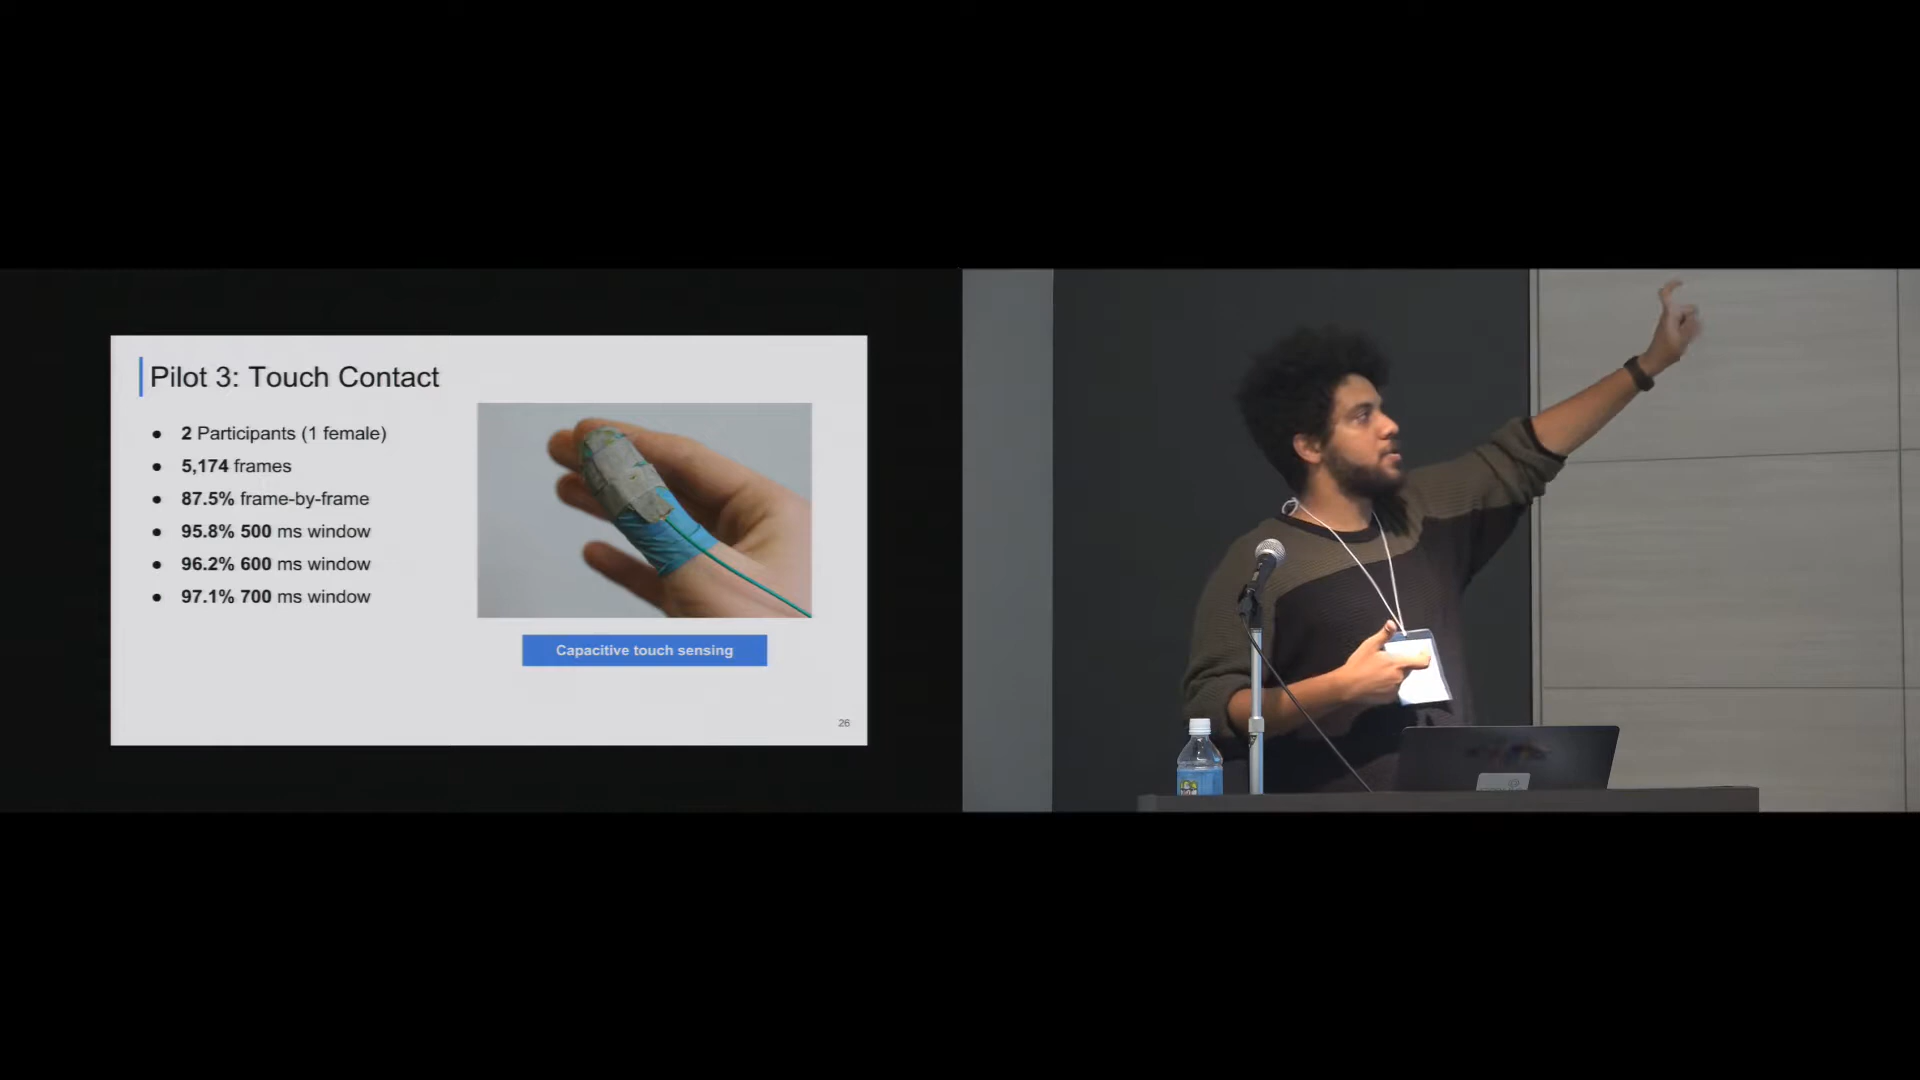 Pilot 3: Touch Contact
● 2 Participants (1 female)
● 5,174 frames
● 87.5% frame-by-frame
● 95.8% 500 ms window
● 96.2% 600 ms window
● 97.1% 700 ms window
Capacitive touch sensing
26